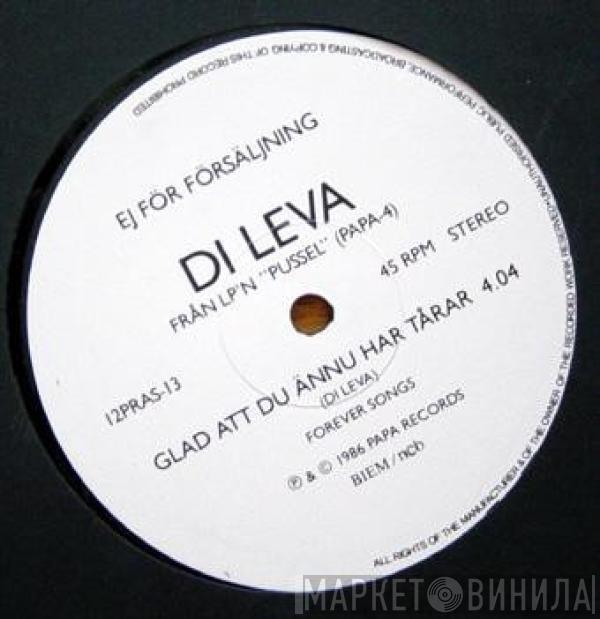 ALL RIGHTS OF THE MANUFACTURER & OF THE OWNER OF THE RECORDED WORK RESERVED•UNAUTHORISED PUBLIC PERFORMANCE, BROADCASTING & COPYING OF THIS RECORD PROHIBITED
EJ FÖR FÖRSÄLJNING
DI LEVA
FRÅN LP'N "PUSSEL" (PAPA-4)
45 RPM STEREO
12PRAS-13
GLAD ATT DU ÄNNU HAR TÅRAR 4.04
(DI LEVA)
FOREVER SONGS
℗ & © 1986 PAPA RECORDS
BIEM/ncb
МАРКЕТ ВИНИЛА